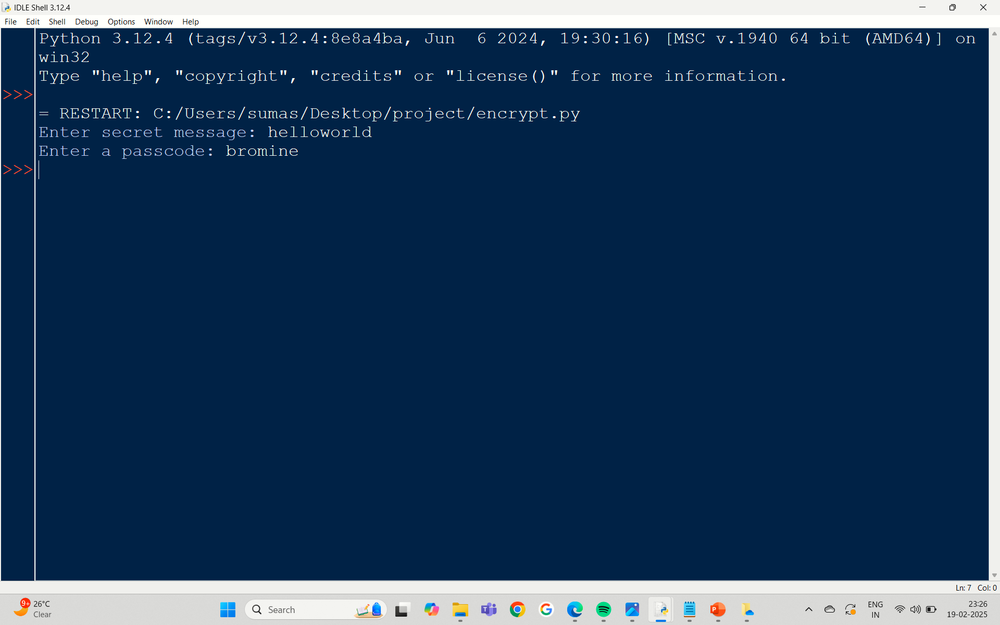 IDLE Shell 3.12.4
File Edit Shell Debug Options Window Help
Python 3.12.4 (tags/v3.12.4:8e8a4ba, Jun  6 2024, 19:30:16) [MSC v.1940 64 bit (AMD64)] on
win32
Type "help", "copyright", "credits" or "license()" for more information.
>>>
= RESTART: C:/Users/sumas/Desktop/project/encrypt.py
Enter secret message: helloworld
Enter a passcode: bromine
>>>
Ln: 7 Col: 0
9+ 26°C
Clear
Search
ENG
IN
23:26
19-02-2025